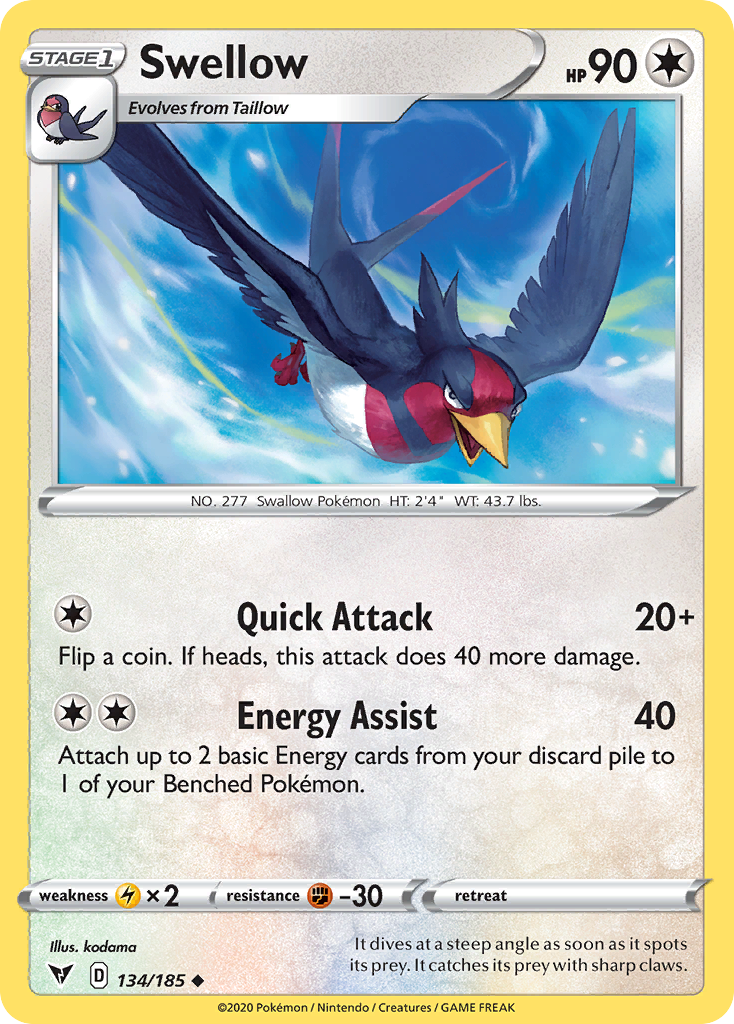 STAGE1 Swellow HP90
Evolves from Taillow
NO. 277 Swallow Pokémon HT: 2'4" WT: 43.7 lbs.
Quick Attack 20+
Flip a coin. If heads, this attack does 40 more damage.
Energy Assist 40
Attach up to 2 basic Energy cards from your discard pile to
1 of your Benched Pokémon.
weakness ×2 resistance -30 retreat
Illus. kodama
It dives at a steep angle as soon as it spots
its prey. It catches its prey with sharp claws.
D 134/185
©2020 Pokémon / Nintendo / Creatures / GAME FREAK